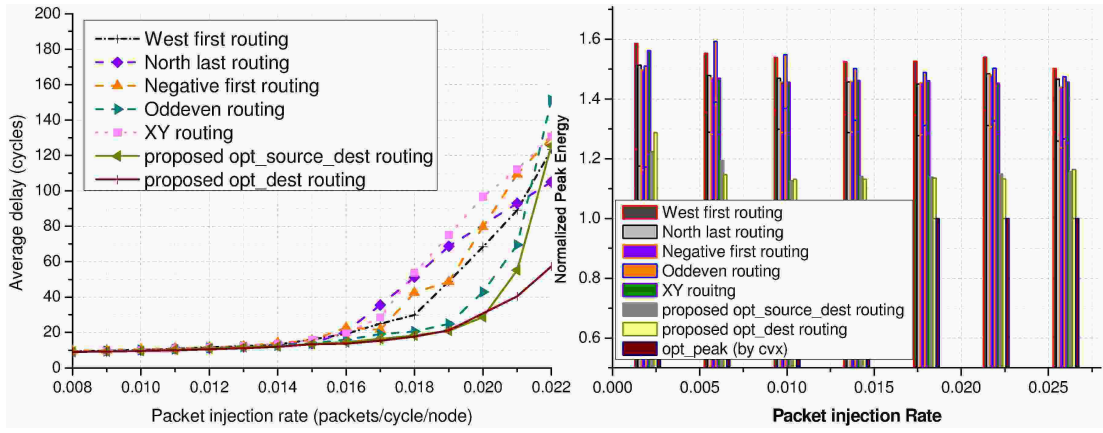 200
180
160
140
120
100
80
60
40
20
0
Average delay (cycles)
West first routing
North last routing
Negative first routing
Oddeven routing
XY routing
proposed opt_source_dest routing
proposed opt_dest routing
0.008 0.010 0.012 0.014 0.016 0.018 0.020 0.022
Packet injection rate (packets/cycle/node)
1.6
1.4
1.2
1.0
0.8
0.6
Normalized Peak Energy
West first routing
North last routing
Negative first routing
Oddeven routing
XY rouitng
proposed opt_source_dest routing
proposed opt_dest routing
opt_peak (by cvx)
0.000 0.005 0.010 0.015 0.020 0.025
Packet injection Rate